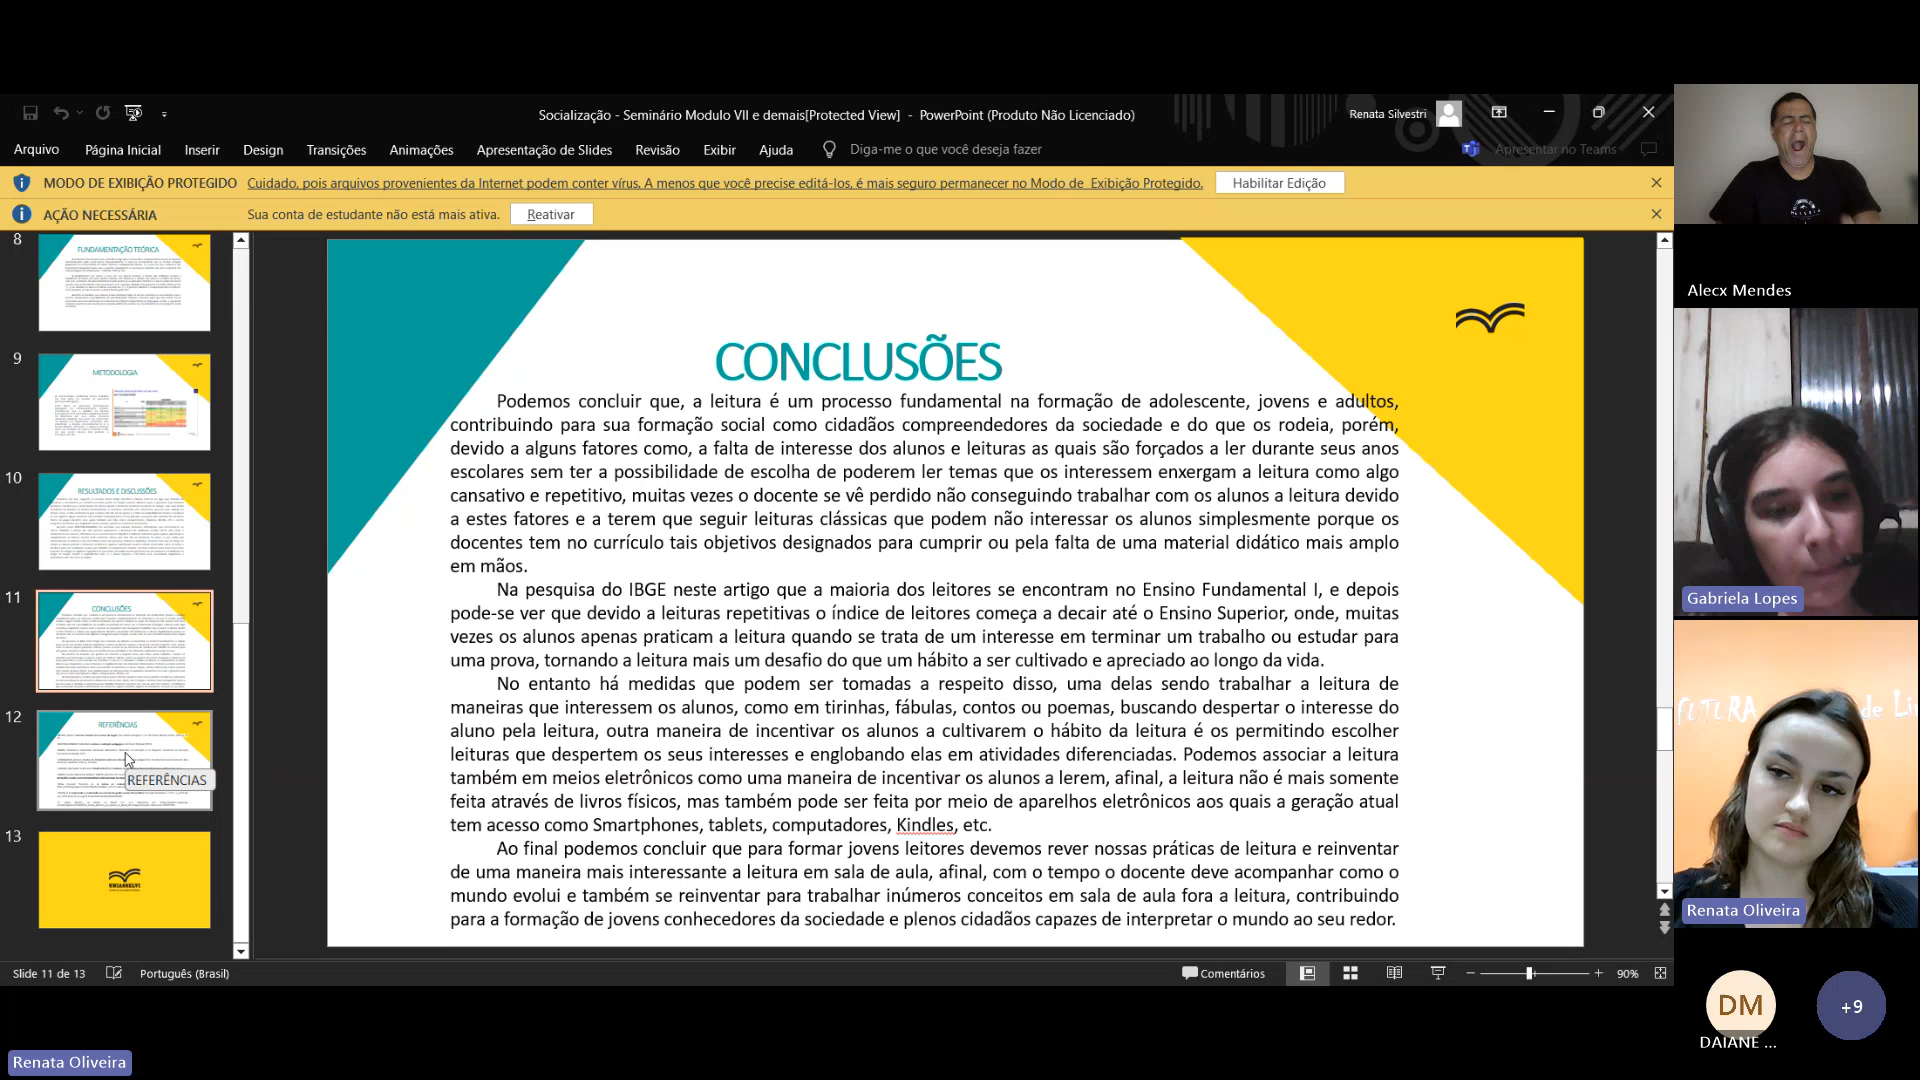 Socialização - Seminário Modulo VII e demais[Protected View] - PowerPoint (Produto Não Licenciado)
Renata Silvestri
Arquivo Página Inicial Inserir Design Transições Animações Apresentação de Slides Revisão Exibir Ajuda Diga-me o que você deseja fazer
Apresentar no Teams
MODO DE EXIBIÇÃO PROTEGIDO Cuidado, pois arquivos provenientes da Internet podem conter vírus. A menos que você precise editá-los, é mais seguro permanecer no Modo de Exibição Protegido. Habilitar Edição
AÇÃO NECESSÁRIA Sua conta de estudante não está mais ativa. Reativar
8
FUNDAMENTAÇÃO TEÓRICA
9
METODOLOGIA
10
RESULTADOS E DISCUSSÕES
11
CONCLUSÕES
12
REFERÊNCIAS
REFERÊNCIAS
13
UNIASSELVI
CONCLUSÕES
Podemos concluir que, a leitura é um processo fundamental na formação de adolescente, jovens e adultos,
contribuindo para sua formação social como cidadãos compreendedores da sociedade e do que os rodeia, porém,
devido a alguns fatores como, a falta de interesse dos alunos e leituras as quais são forçados a ler durante seus anos
escolares sem ter a possibilidade de escolha de poderem ler temas que os interessem enxergam a leitura como algo
cansativo e repetitivo, muitas vezes o docente se vê perdido não conseguindo trabalhar com os alunos a leitura devido
a estes fatores e a terem que seguir leituras clássicas que podem não interessar os alunos simplesmente porque os
docentes tem no currículo tais objetivos designados para cumprir ou pela falta de uma material didático mais amplo
em mãos.
Na pesquisa do IBGE neste artigo que a maioria dos leitores se encontram no Ensino Fundamental I, e depois
pode-se ver que devido a leituras repetitivas o índice de leitores começa a decair até o Ensino Superior, onde, muitas
vezes os alunos apenas praticam a leitura quando se trata de um interesse em terminar um trabalho ou estudar para
uma prova, tornando a leitura mais um desafio do que um hábito a ser cultivado e apreciado ao longo da vida.
No entanto há medidas que podem ser tomadas a respeito disso, uma delas sendo trabalhar a leitura de
maneiras que interessem os alunos, como em tirinhas, fábulas, contos ou poemas, buscando despertar o interesse do
aluno pela leitura, outra maneira de incentivar os alunos a cultivarem o hábito da leitura é os permitindo escolher
leituras que despertem os seus interesses e englobando elas em atividades diferenciadas. Podemos associar a leitura
também em meios eletrônicos como uma maneira de incentivar os alunos a lerem, afinal, a leitura não é mais somente
feita através de livros físicos, mas também pode ser feita por meio de aparelhos eletrônicos aos quais a geração atual
tem acesso como Smartphones, tablets, computadores, Kindles, etc.
Ao final podemos concluir que para formar jovens leitores devemos rever nossas práticas de leitura e reinventar
de uma maneira mais interessante a leitura em sala de aula, afinal, com o tempo o docente deve acompanhar como o
mundo evolui e também se reinventar para trabalhar inúmeros conceitos em sala de aula fora a leitura, contribuindo
para a formação de jovens conhecedores da sociedade e plenos cidadãos capazes de interpretar o mundo ao seu redor.
Slide 11 de 13 Português (Brasil) Comentários 90%
Alecx Mendes
Gabriela Lopes
Renata Oliveira
DM
DAIANE ...
+9
Renata Oliveira